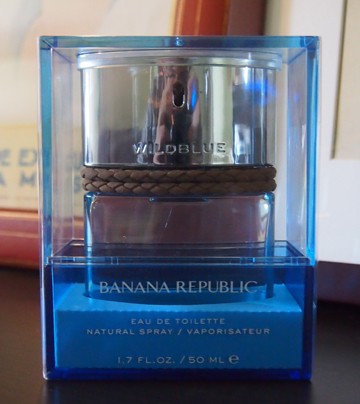 WILDBLUE
BANANA REPUBLIC
EAU DE TOILETTE
NATURAL SPRAY / VAPORISATEUR
1.7 FL.OZ. / 50 ML ℮